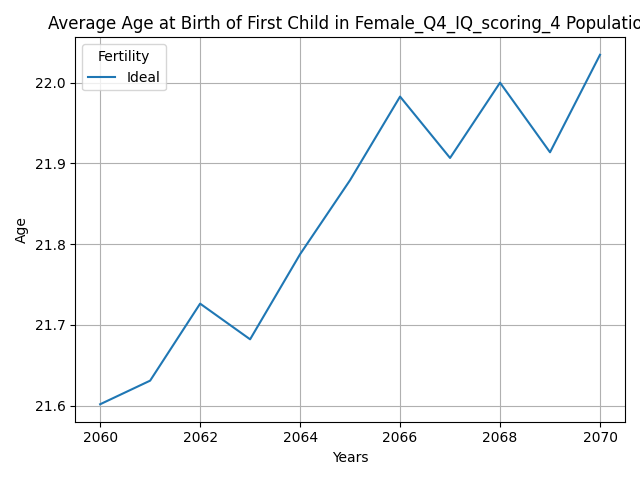 Average Age at Birth of First Child in Female_Q4_IQ_scoring_4 Populatio
Fertility
Ideal
22.0
21.9
21.8
21.7
21.6
Age
2060 2062 2064 2066 2068 2070
Years